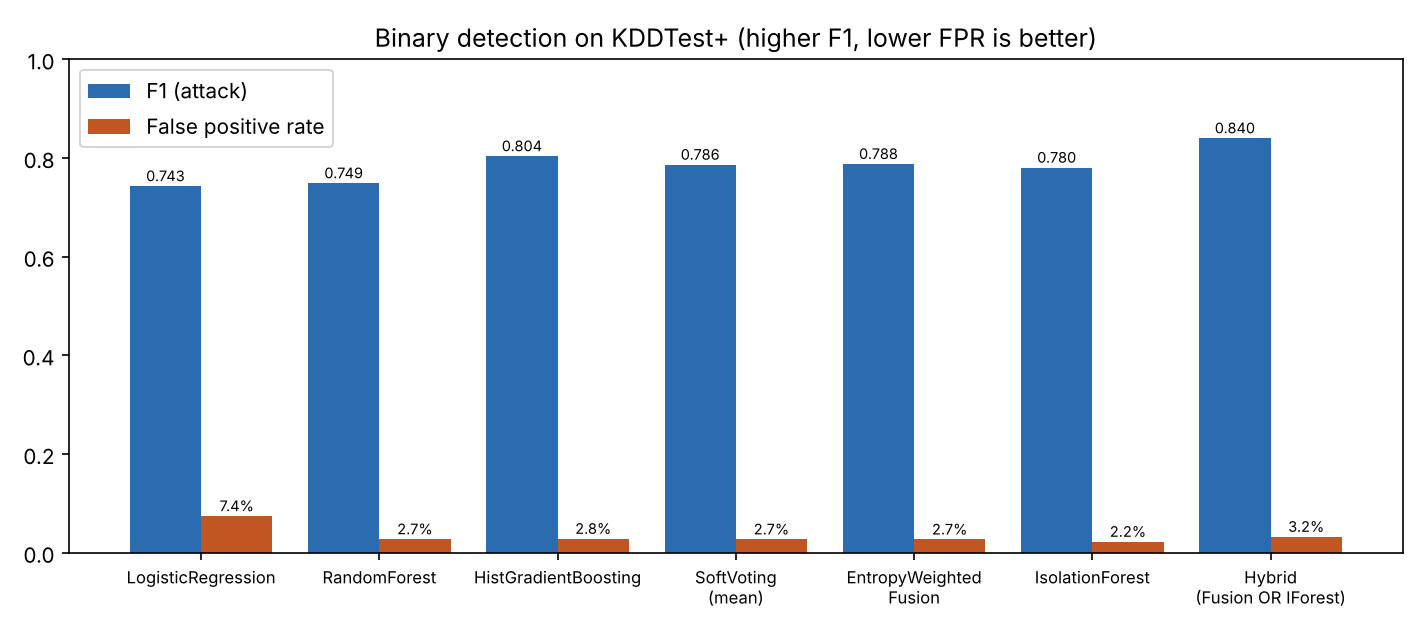 Binary detection on KDDTest+ (higher F1, lower FPR is better)
1.0
0.8
0.6
0.4
0.2
0.0
F1 (attack)
False positive rate
0.743
7.4%
0.749
2.7%
0.804
2.8%
0.786
2.7%
0.788
2.7%
0.780
2.2%
0.840
3.2%
LogisticRegression
RandomForest
HistGradientBoosting
SoftVoting
(mean)
EntropyWeighted
Fusion
IsolationForest
Hybrid
(Fusion OR IForest)